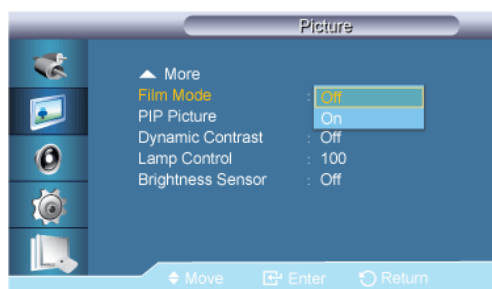 Picture
▲ More
Film Mode : Off
PIP Picture On
Dynamic Contrast : Off
Lamp Control : 100
Brightness Sensor : Off
Move Enter Return